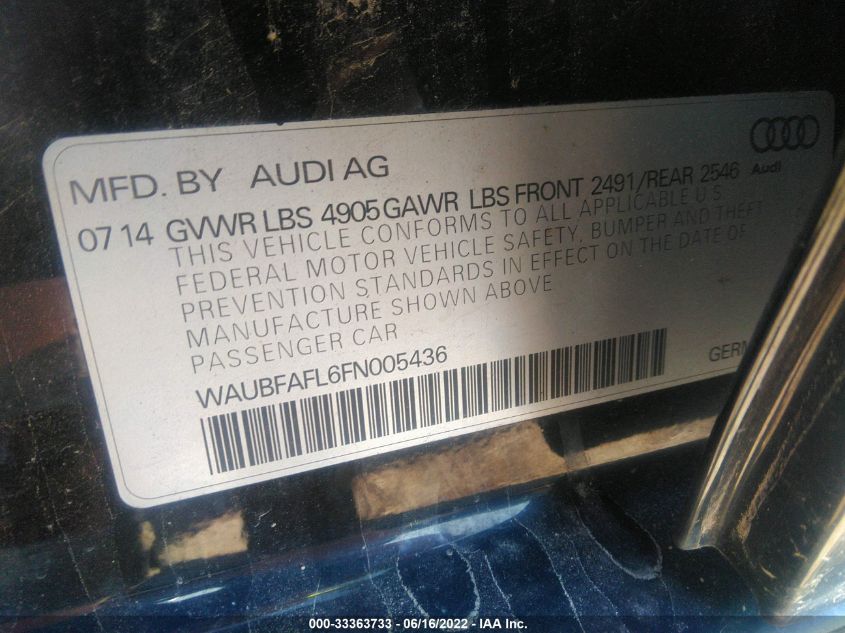 MFD. BY AUDI AG
Audi
07 14 GVWR LBS 4905 GAWR LBS FRONT 2491/REAR 2546
THIS VEHICLE CONFORMS TO ALL APPLICABLE U S
FEDERAL MOTOR VEHICLE SAFETY, BUMPER AND THEFT
PREVENTION STANDARDS IN EFFECT ON THE DATE OF
MANUFACTURE SHOWN ABOVE
PASSENGER CAR
WAUBFAFL6FN005436
GERM
000-33363733 - 06/16/2022 - IAA Inc.